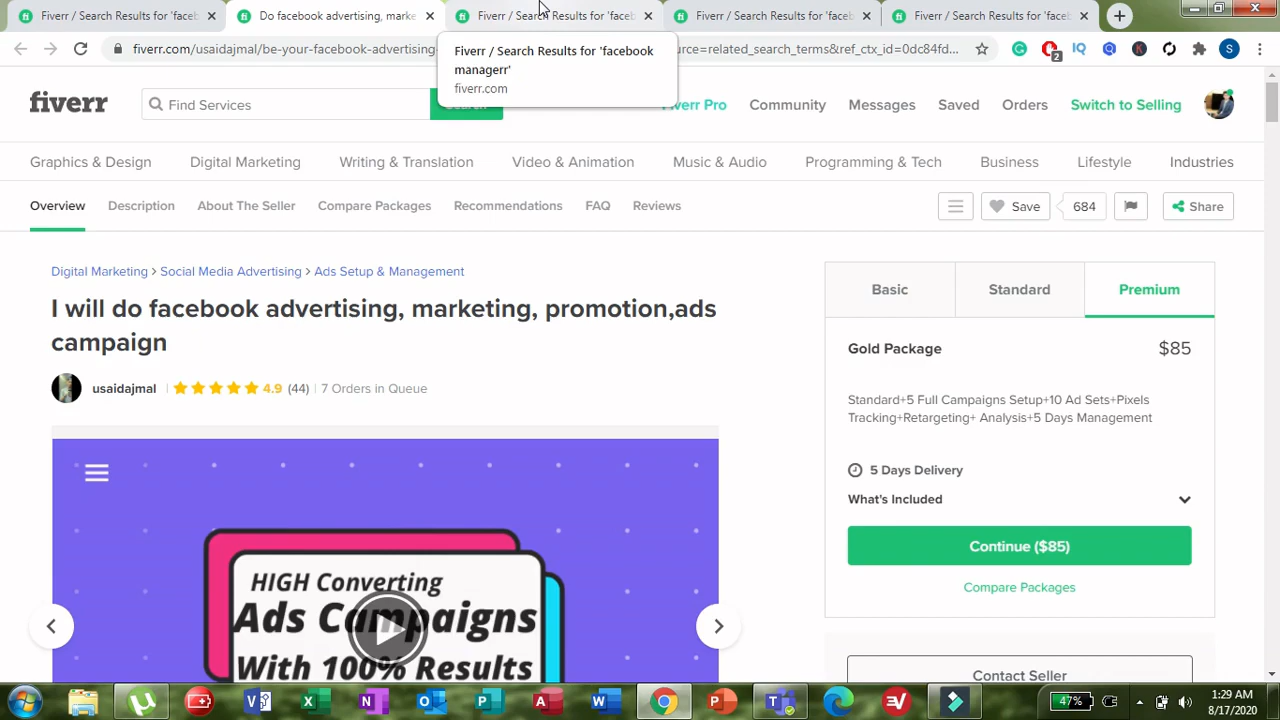 Fiverr / Search Results for 'faceb
Do facebook advertising, marke
Fiverr / Search Results for 'faceb
Fiverr / Search Results for 'faceb
Fiverr / Search Results for 'faceb
fiverr.com/usaidajmal/be-your-facebook-advertising
urce=related_search_terms&ref_ctx_id=0dc84fd...
2
IQ
K
S
Fiverr / Search Results for 'facebook
managerr'
fiverr.com
fiverr
Find Services
Fiverr Pro
Community
Messages
Saved
Orders
Switch to Selling
Graphics & Design
Digital Marketing
Writing & Translation
Video & Animation
Music & Audio
Programming & Tech
Business
Lifestyle
Industries
Overview
Description
About The Seller
Compare Packages
Recommendations
FAQ
Reviews
Save
684
Share
Digital Marketing > Social Media Advertising > Ads Setup & Management
I will do facebook advertising, marketing, promotion,ads
campaign
usaidajmal
4.9 (44)
7 Orders in Queue
Basic
Standard
Premium
Gold Package
$85
Standard+5 Full Campaigns Setup+10 Ad Sets+Pixels
Tracking+Retargeting+ Analysis+5 Days Management
5 Days Delivery
What's Included
Continue ($85)
Compare Packages
Contact Seller
HIGH Converting
Ads Campaigns
With 100% Results
47%
1:29 AM
8/17/2020